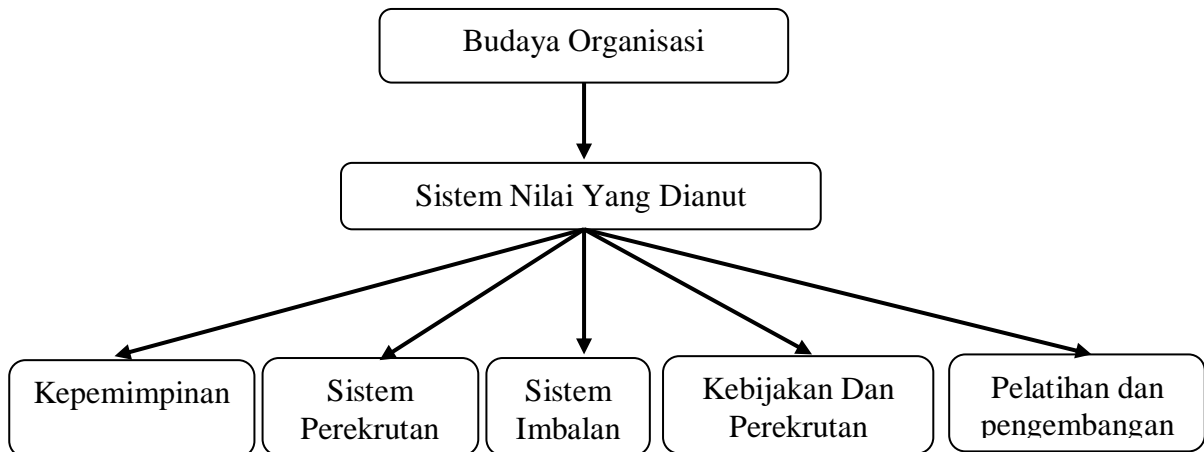 Budaya Organisasi
Sistem Nilai Yang Dianut
Kepemimpinan
Sistem
Perekrutan
Sistem
Imbalan
Kebijakan Dan
Perekrutan
Pelatihan dan
pengembangan